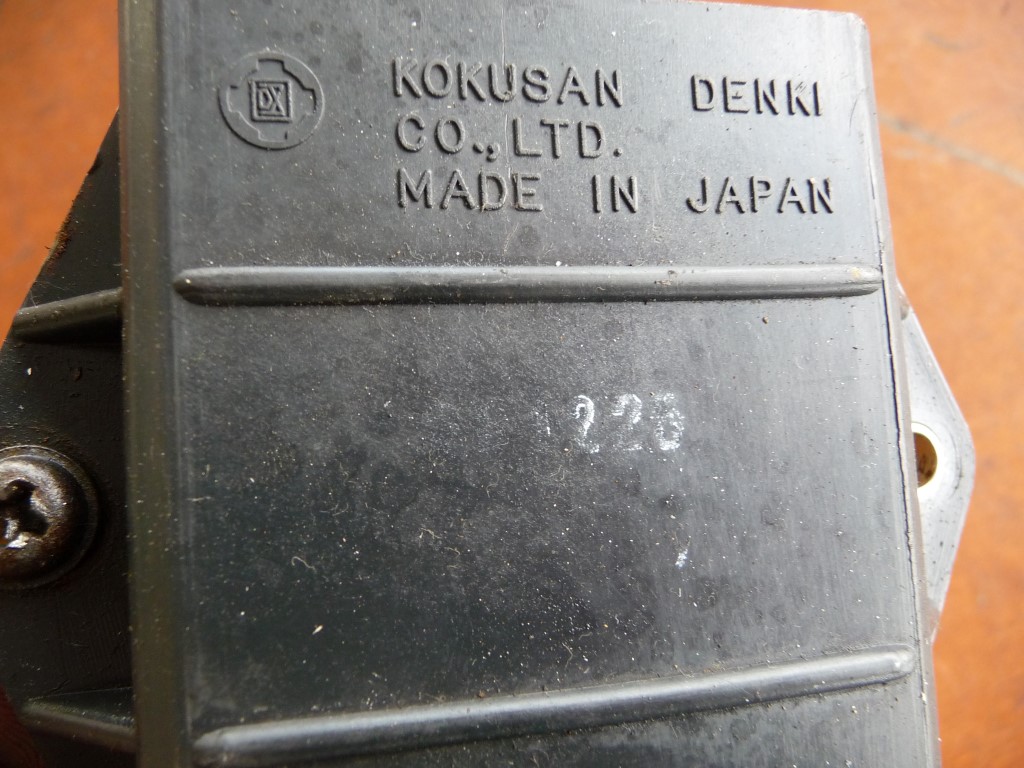 DX
KOKUSAN DENKI
CO., LTD.
MADE IN JAPAN